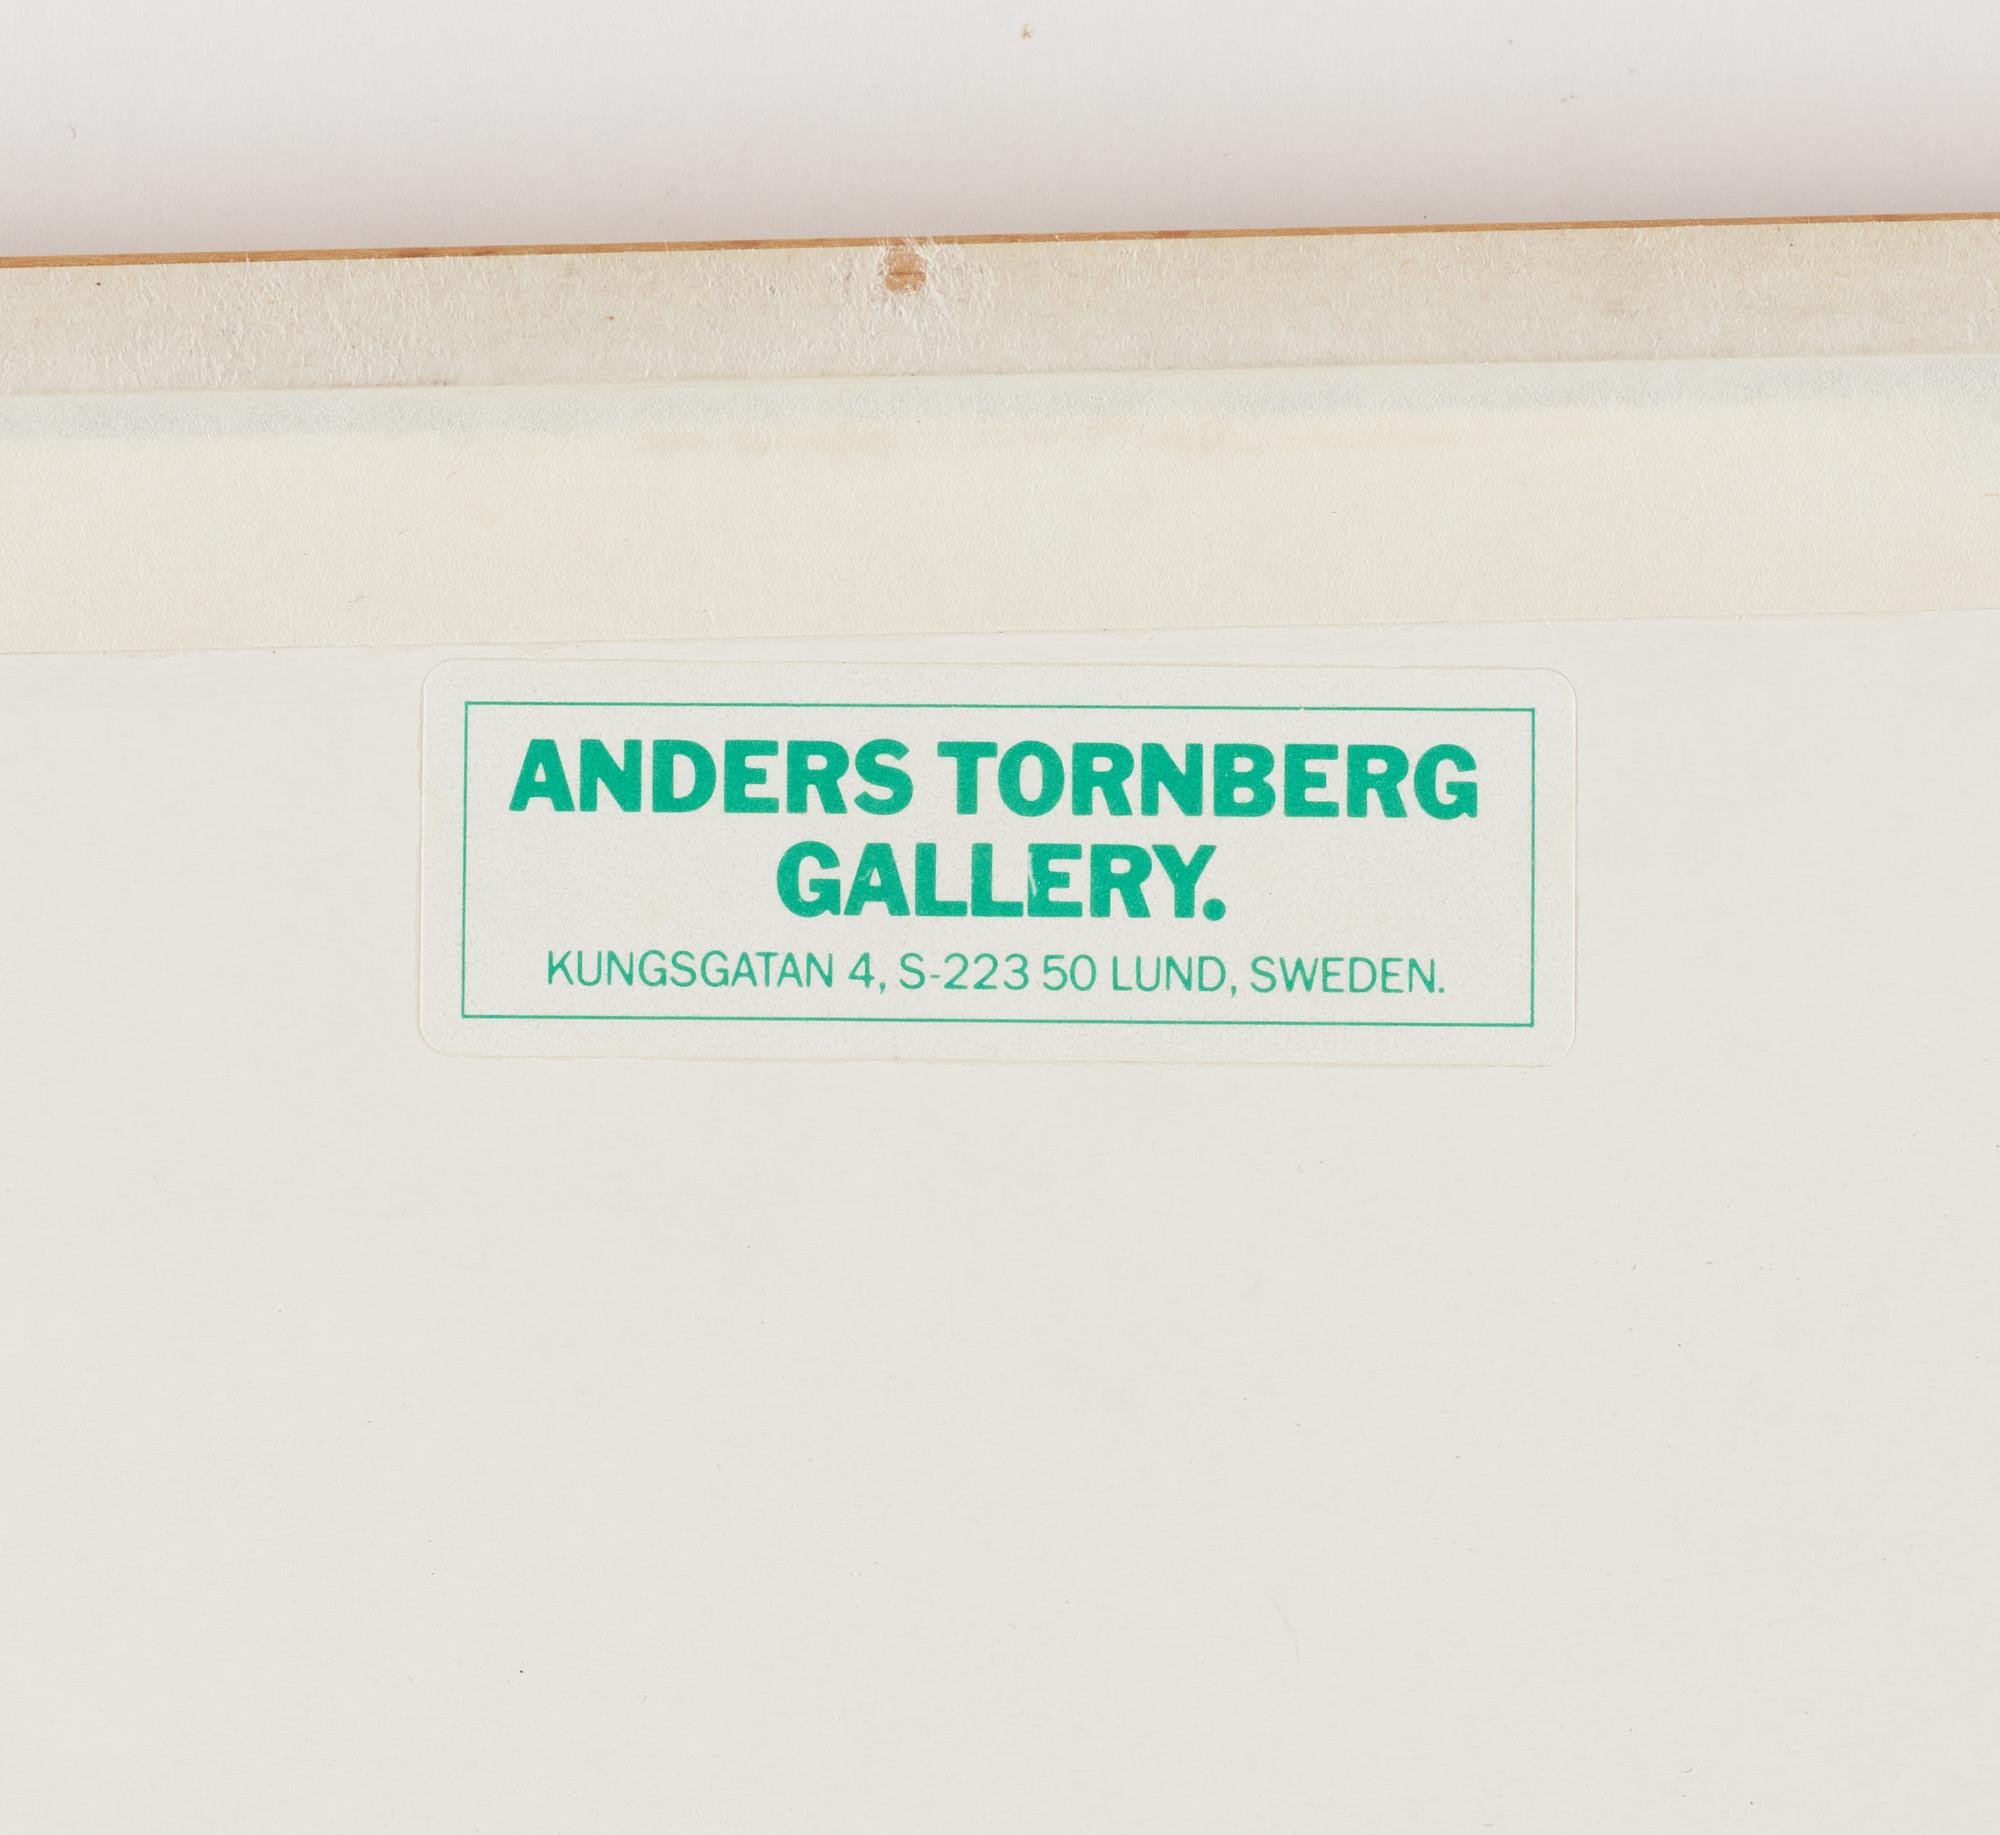 ANDERS TORNBERG
GALLERY.
KUNGSGATAN 4, S-223 50 LUND, SWEDEN.